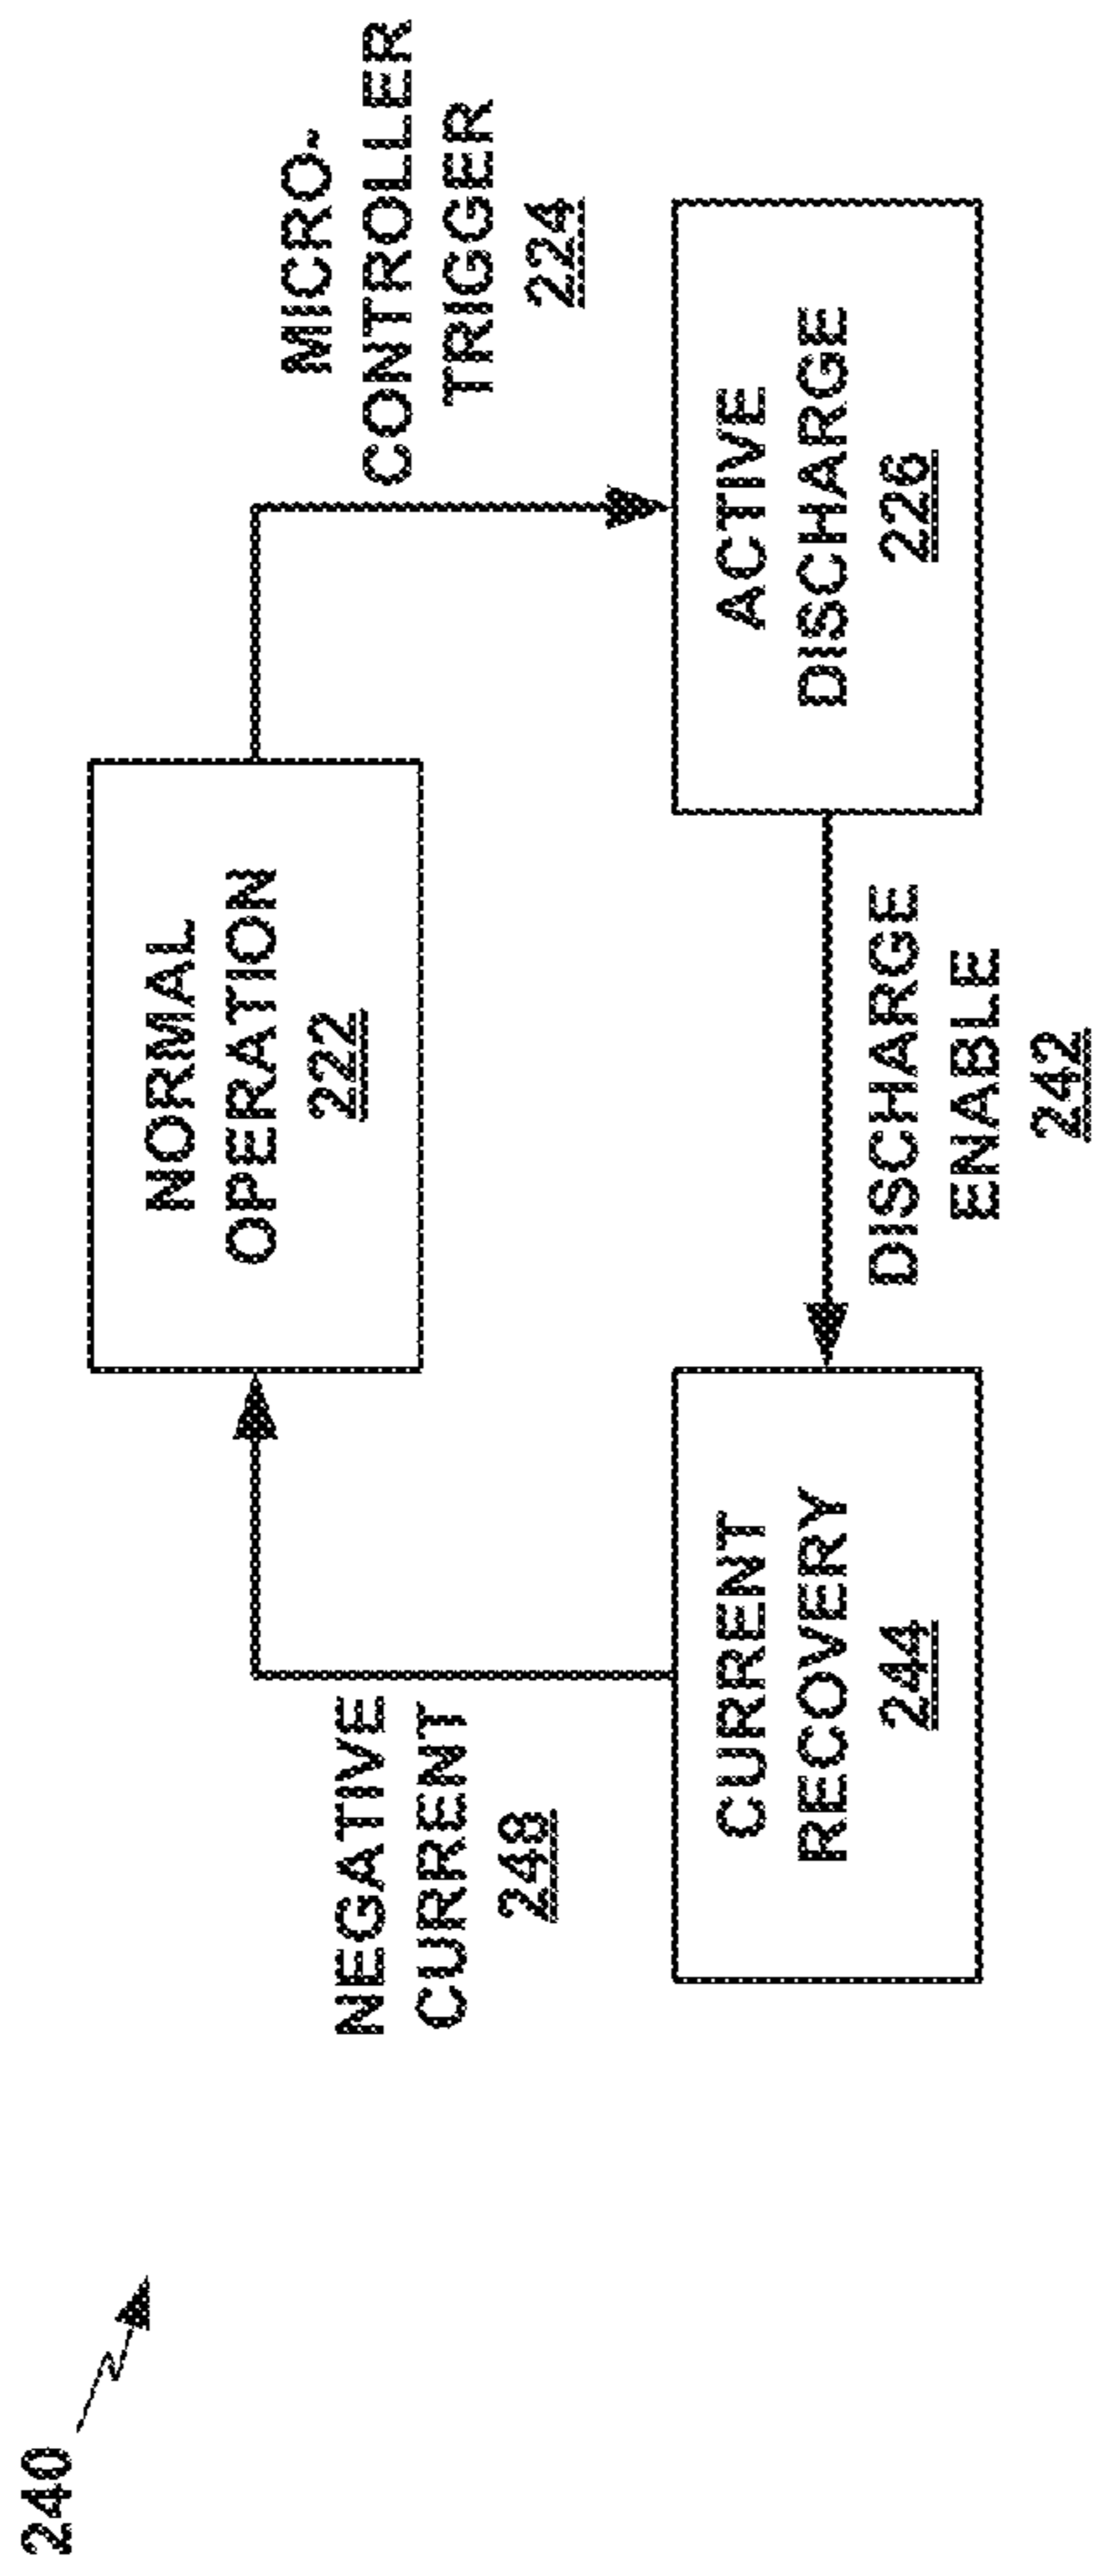 240
NORMAL
OPERATION
222
MICRO-
CONTROLLER
TRIGGER
224
NEGATIVE
CURRENT
248
CURRENT
RECOVERY
244
DISCHARGE
ENABLE
242
ACTIVE
DISCHARGE
226